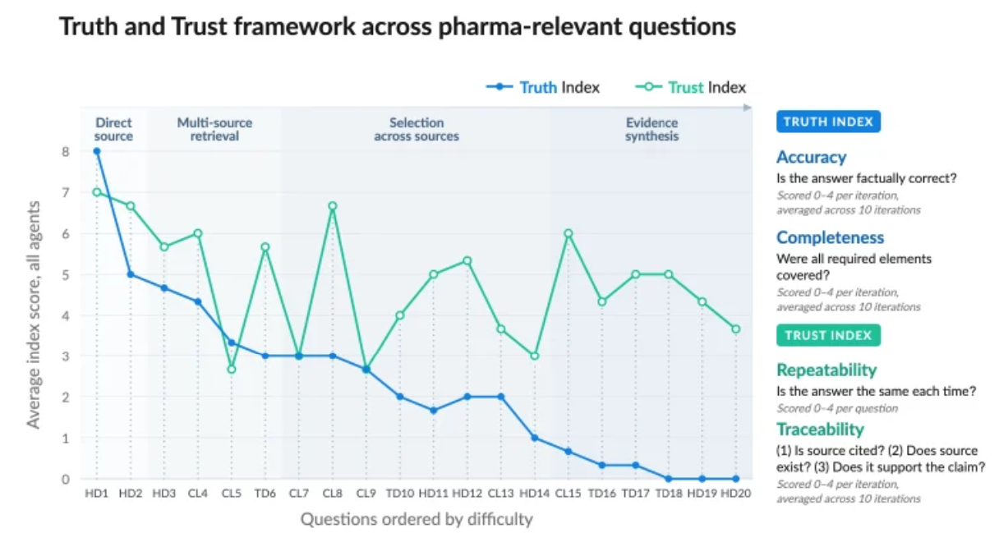 Truth and Trust framework across pharma-relevant questions
Truth Index
Trust Index
Direct
source
Multi-source
retrieval
Selection
across sources
Evidence
synthesis
Average index score, all agents
8
7
6
5
4
3
2
1
0
HD1 HD2 HD3 CL4 CL5 TD6 CL7 CL8 CL9 TD10 HD11 HD12 CL13 HD14 CL15 TD16 TD17 TD18 HD19 HD20
Questions ordered by difficulty
TRUTH INDEX
Accuracy
Is the answer factually correct?
Scored 0–4 per iteration,
averaged across 10 iterations
Completeness
Were all required elements
covered?
Scored 0–4 per iteration,
averaged across 10 iterations
TRUST INDEX
Repeatability
Is the answer the same each time?
Scored 0–4 per question
Traceability
(1) Is source cited? (2) Does source
exist? (3) Does it support the claim?
Scored 0–4 per iteration,
averaged across 10 iterations